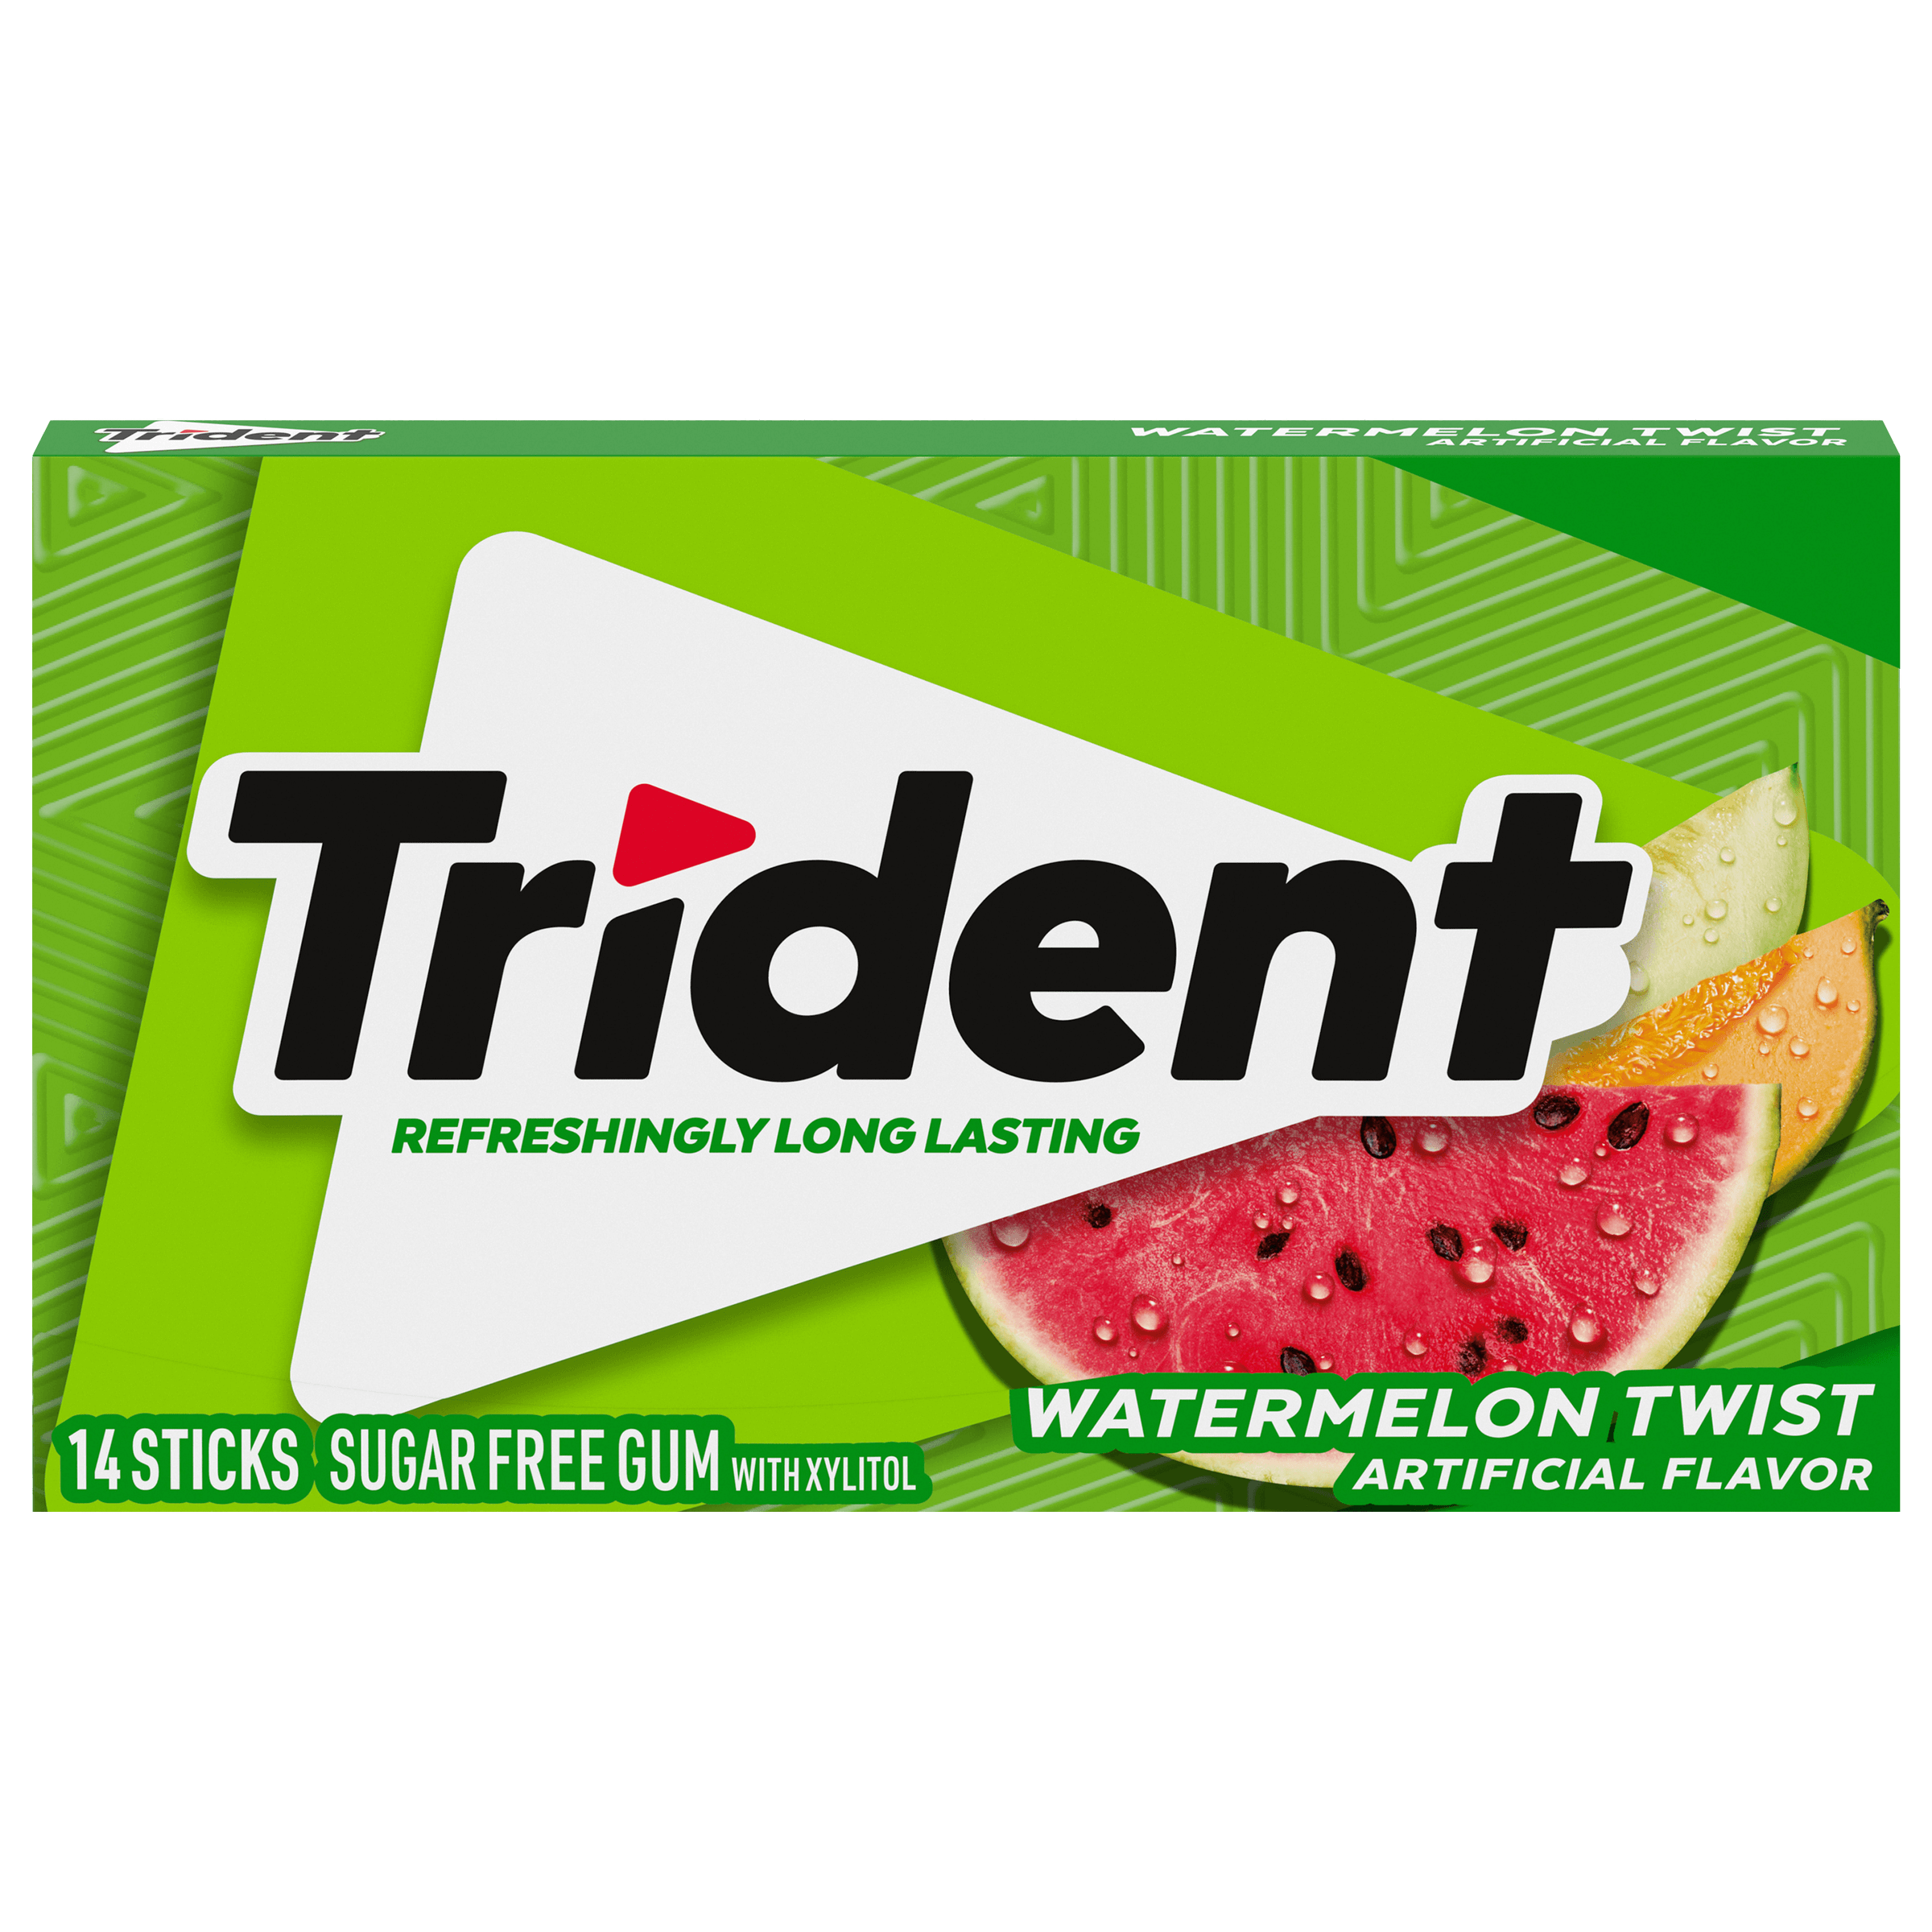 Trident
WATERMELON TWIST
ARTIFICIAL FLAVOR
Trident
REFRESHINGLY LONG LASTING
WATERMELON TWIST
ARTIFICIAL FLAVOR
14 STICKS SUGAR FREE GUM WITH XYLITOL